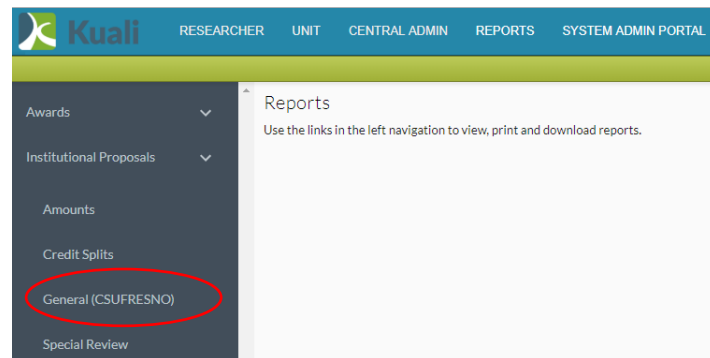 Kuali
RESEARCHER UNIT CENTRAL ADMIN REPORTS SYSTEM ADMIN PORTAL
Awards
Institutional Proposals
Amounts
Credit Splits
General (CSUFRESNO)
Special Review
Reports
Use the links in the left navigation to view, print and download reports.